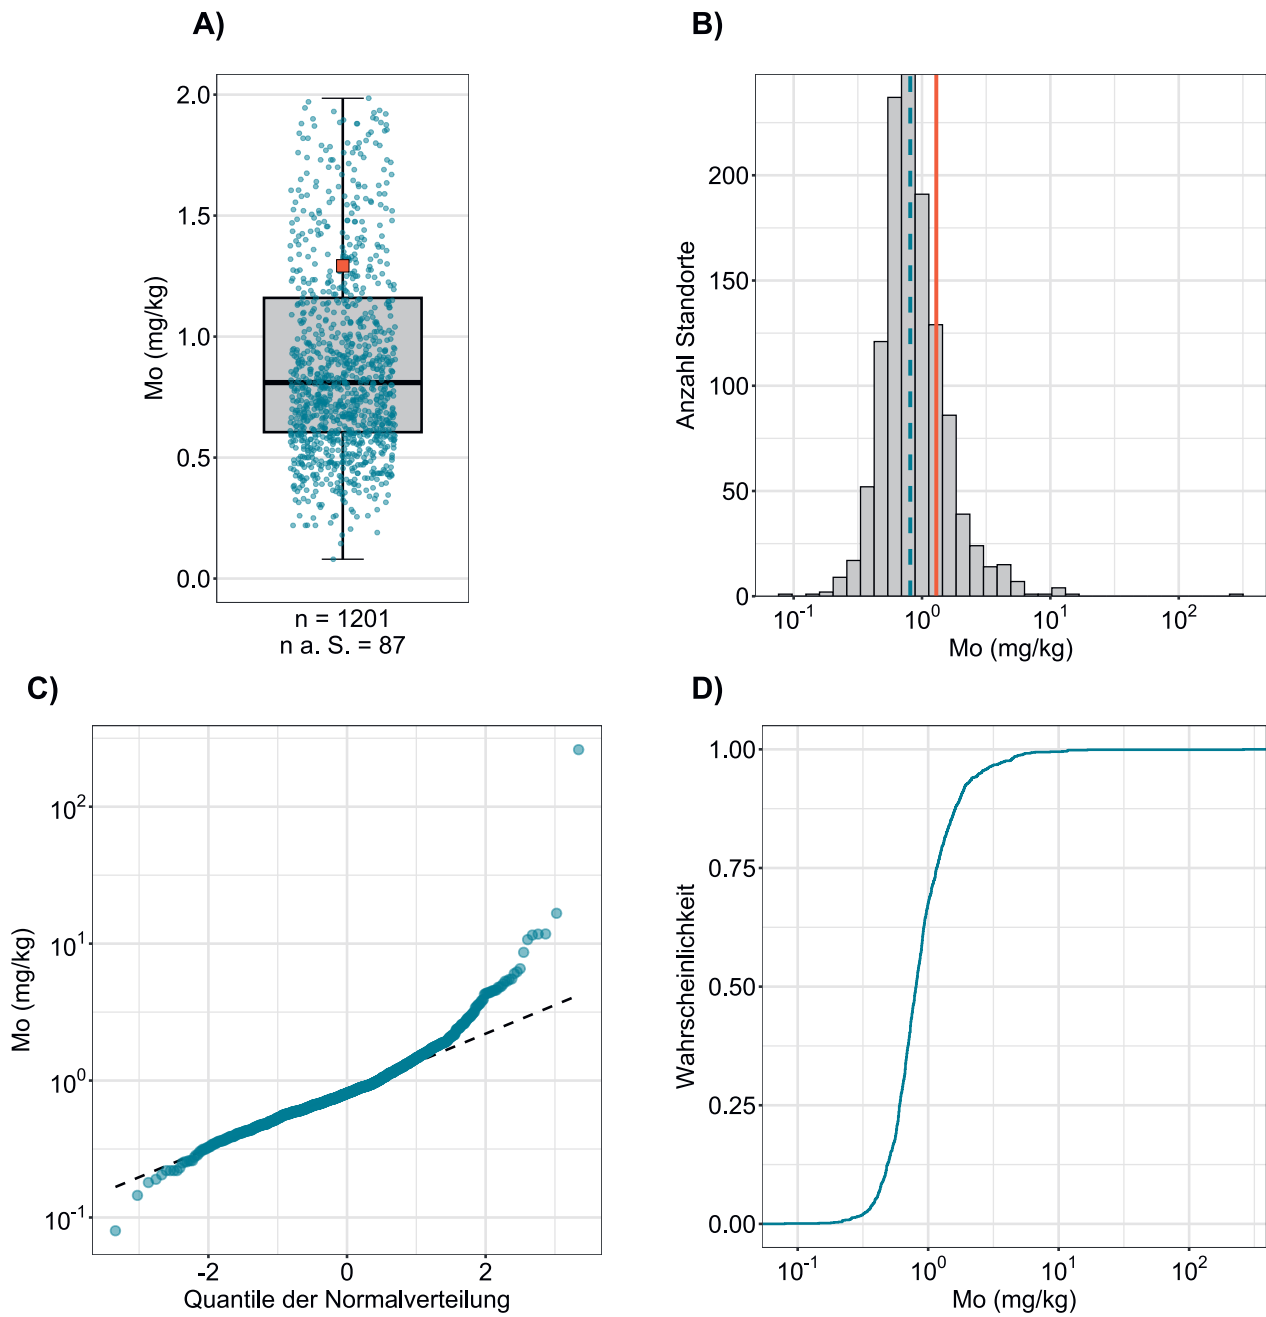 A)
2.0
1.5
1.0
0.5
0.0
Mo (mg/kg)
n = 1201
n a. S. = 87
B)
200
150
100
50
0
Anzahl Standorte
10⁻¹ 10⁰ 10¹ 10²
Mo (mg/kg)
C)
10²
10¹
10⁰
10⁻¹
Mo (mg/kg)
-2 0 2
Quantile der Normalverteilung
D)
1.00
0.75
0.50
0.25
0.00
Wahrscheinlichkeit
10⁻¹ 10⁰ 10¹ 10²
Mo (mg/kg)